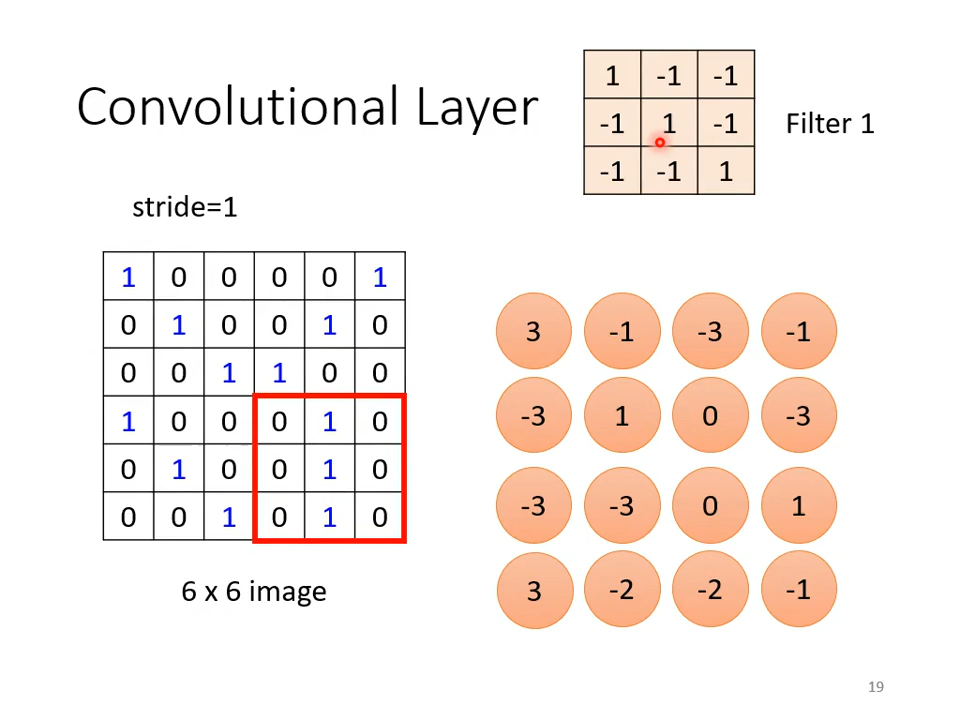 Convolutional Layer
1 -1 -1
-1 1 -1
-1 -1 1
Filter 1
stride=1
1 0 0 0 0 1
0 1 0 0 1 0
0 0 1 1 0 0
1 0 0 0 1 0
0 1 0 0 1 0
0 0 1 0 1 0
6 x 6 image
3 -1 -3 -1
-3 1 0 -3
-3 -3 0 1
3 -2 -2 -1
19